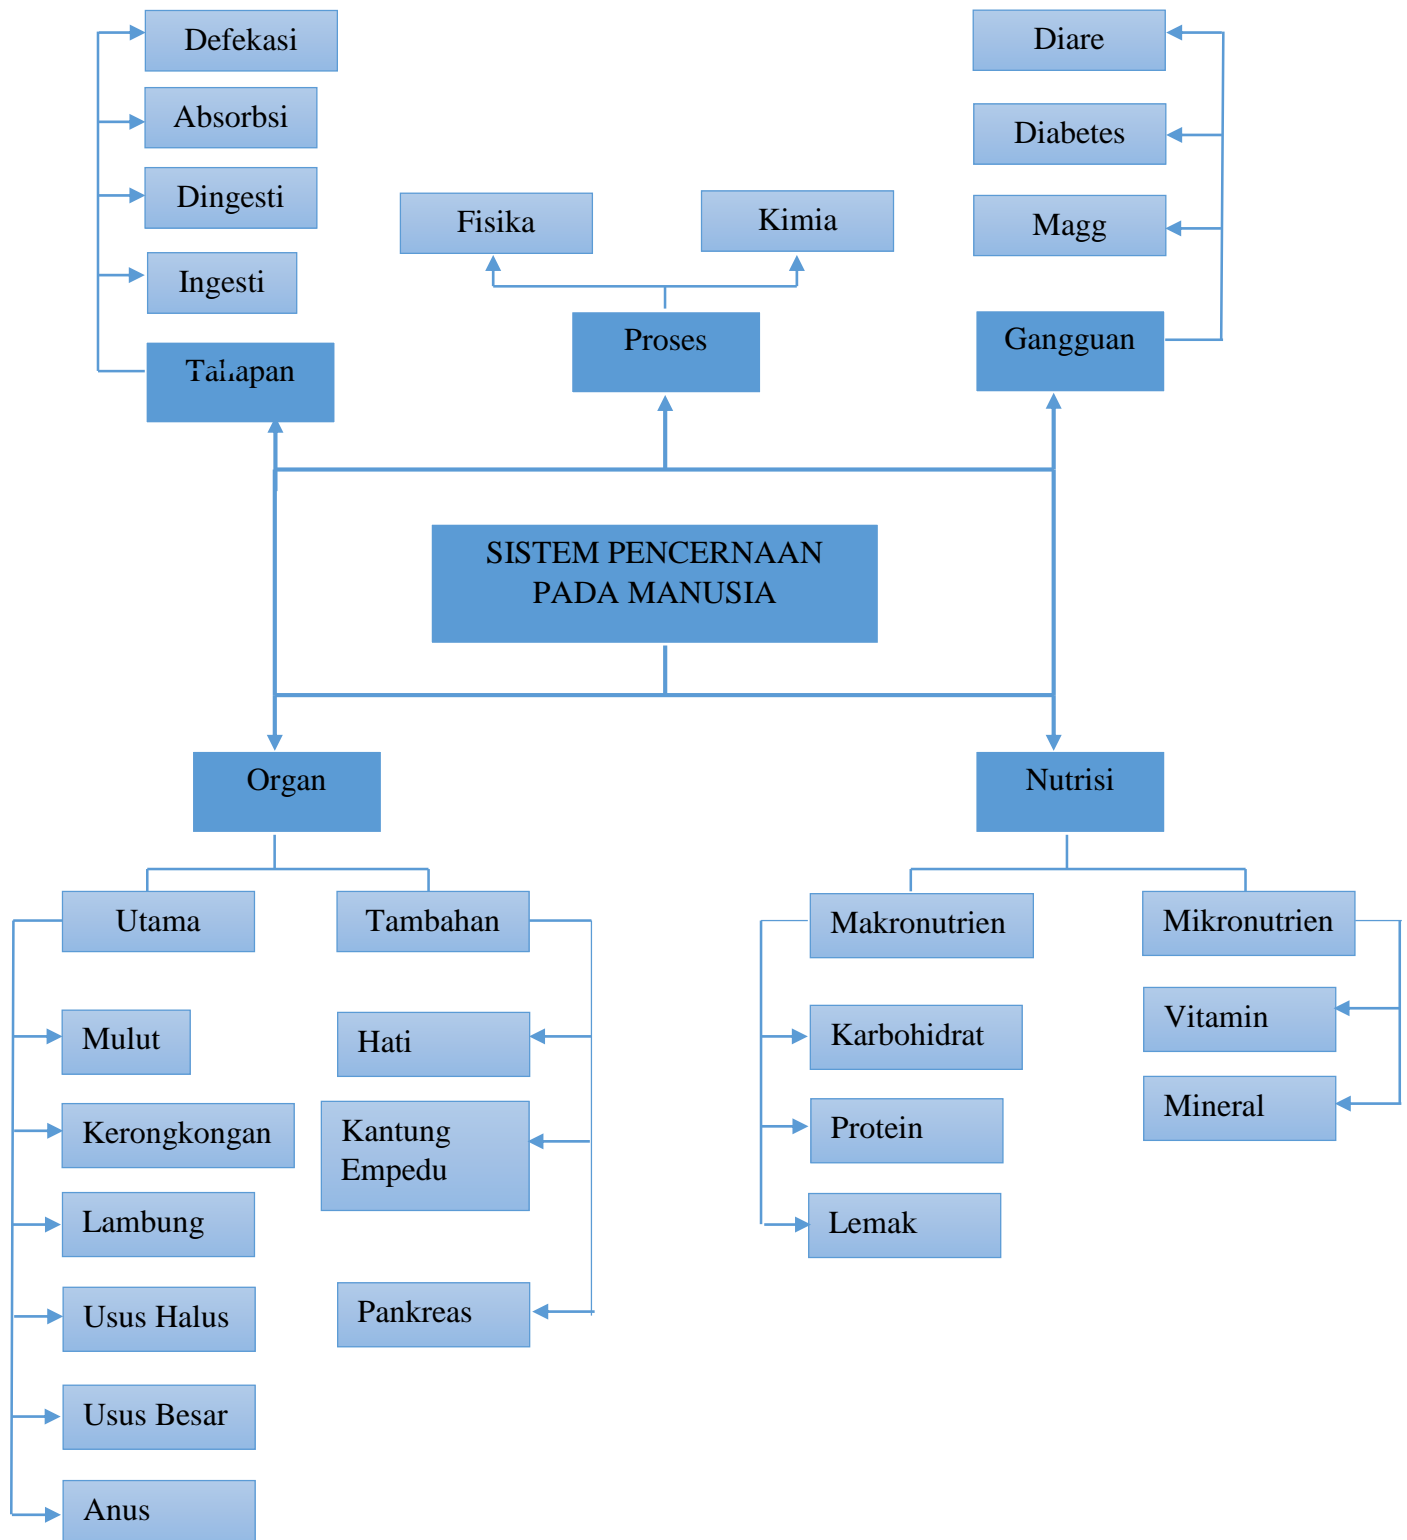 Defekasi
Absorbsi
Dingesti
Ingesti
Tahapan
Fisika
Kimia
Proses
Diare
Diabetes
Magg
Gangguan
SISTEM PENCERNAAN
PADA MANUSIA
Organ
Utama
Mulut
Kerongkongan
Lambung
Usus Halus
Usus Besar
Anus
Tambahan
Hati
Kantung
Empedu
Pankreas
Nutrisi
Makronutrien
Karbohidrat
Protein
Lemak
Mikronutrien
Vitamin
Mineral